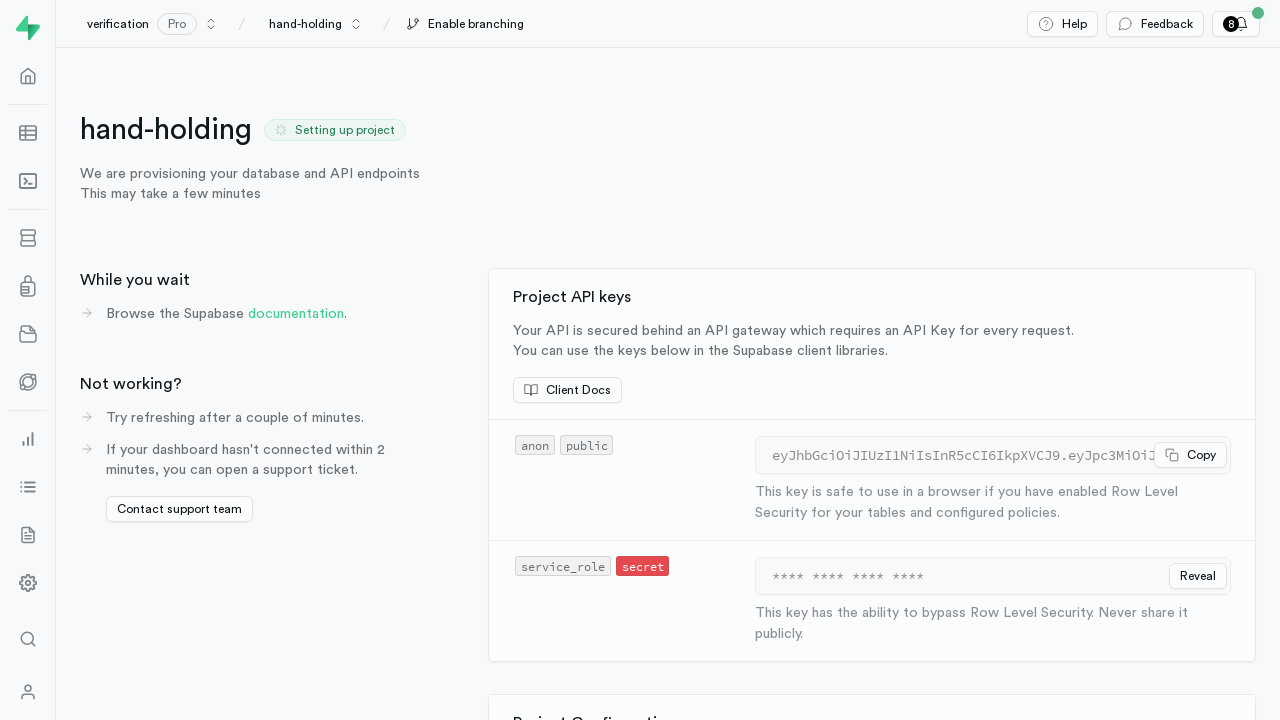 verification Pro / hand-holding / Enable branching
Help Feedback 8
hand-holding Setting up project
We are provisioning your database and API endpoints
This may take a few minutes
While you wait
Browse the Supabase documentation.
Not working?
Try refreshing after a couple of minutes.
If your dashboard hasn't connected within 2
minutes, you can open a support ticket.
Contact support team
Project API keys
Your API is secured behind an API gateway which requires an API Key for every request.
You can use the keys below in the Supabase client libraries.
Client Docs
anon public
eyJhbGciOiJIUzI1NiIsInR5cCI6IkpXVCJ9.eyJpc3MiOiJ Copy
This key is safe to use in a browser if you have enabled Row Level
Security for your tables and configured policies.
service_role secret
**** **** **** **** Reveal
This key has the ability to bypass Row Level Security. Never share it
publicly.